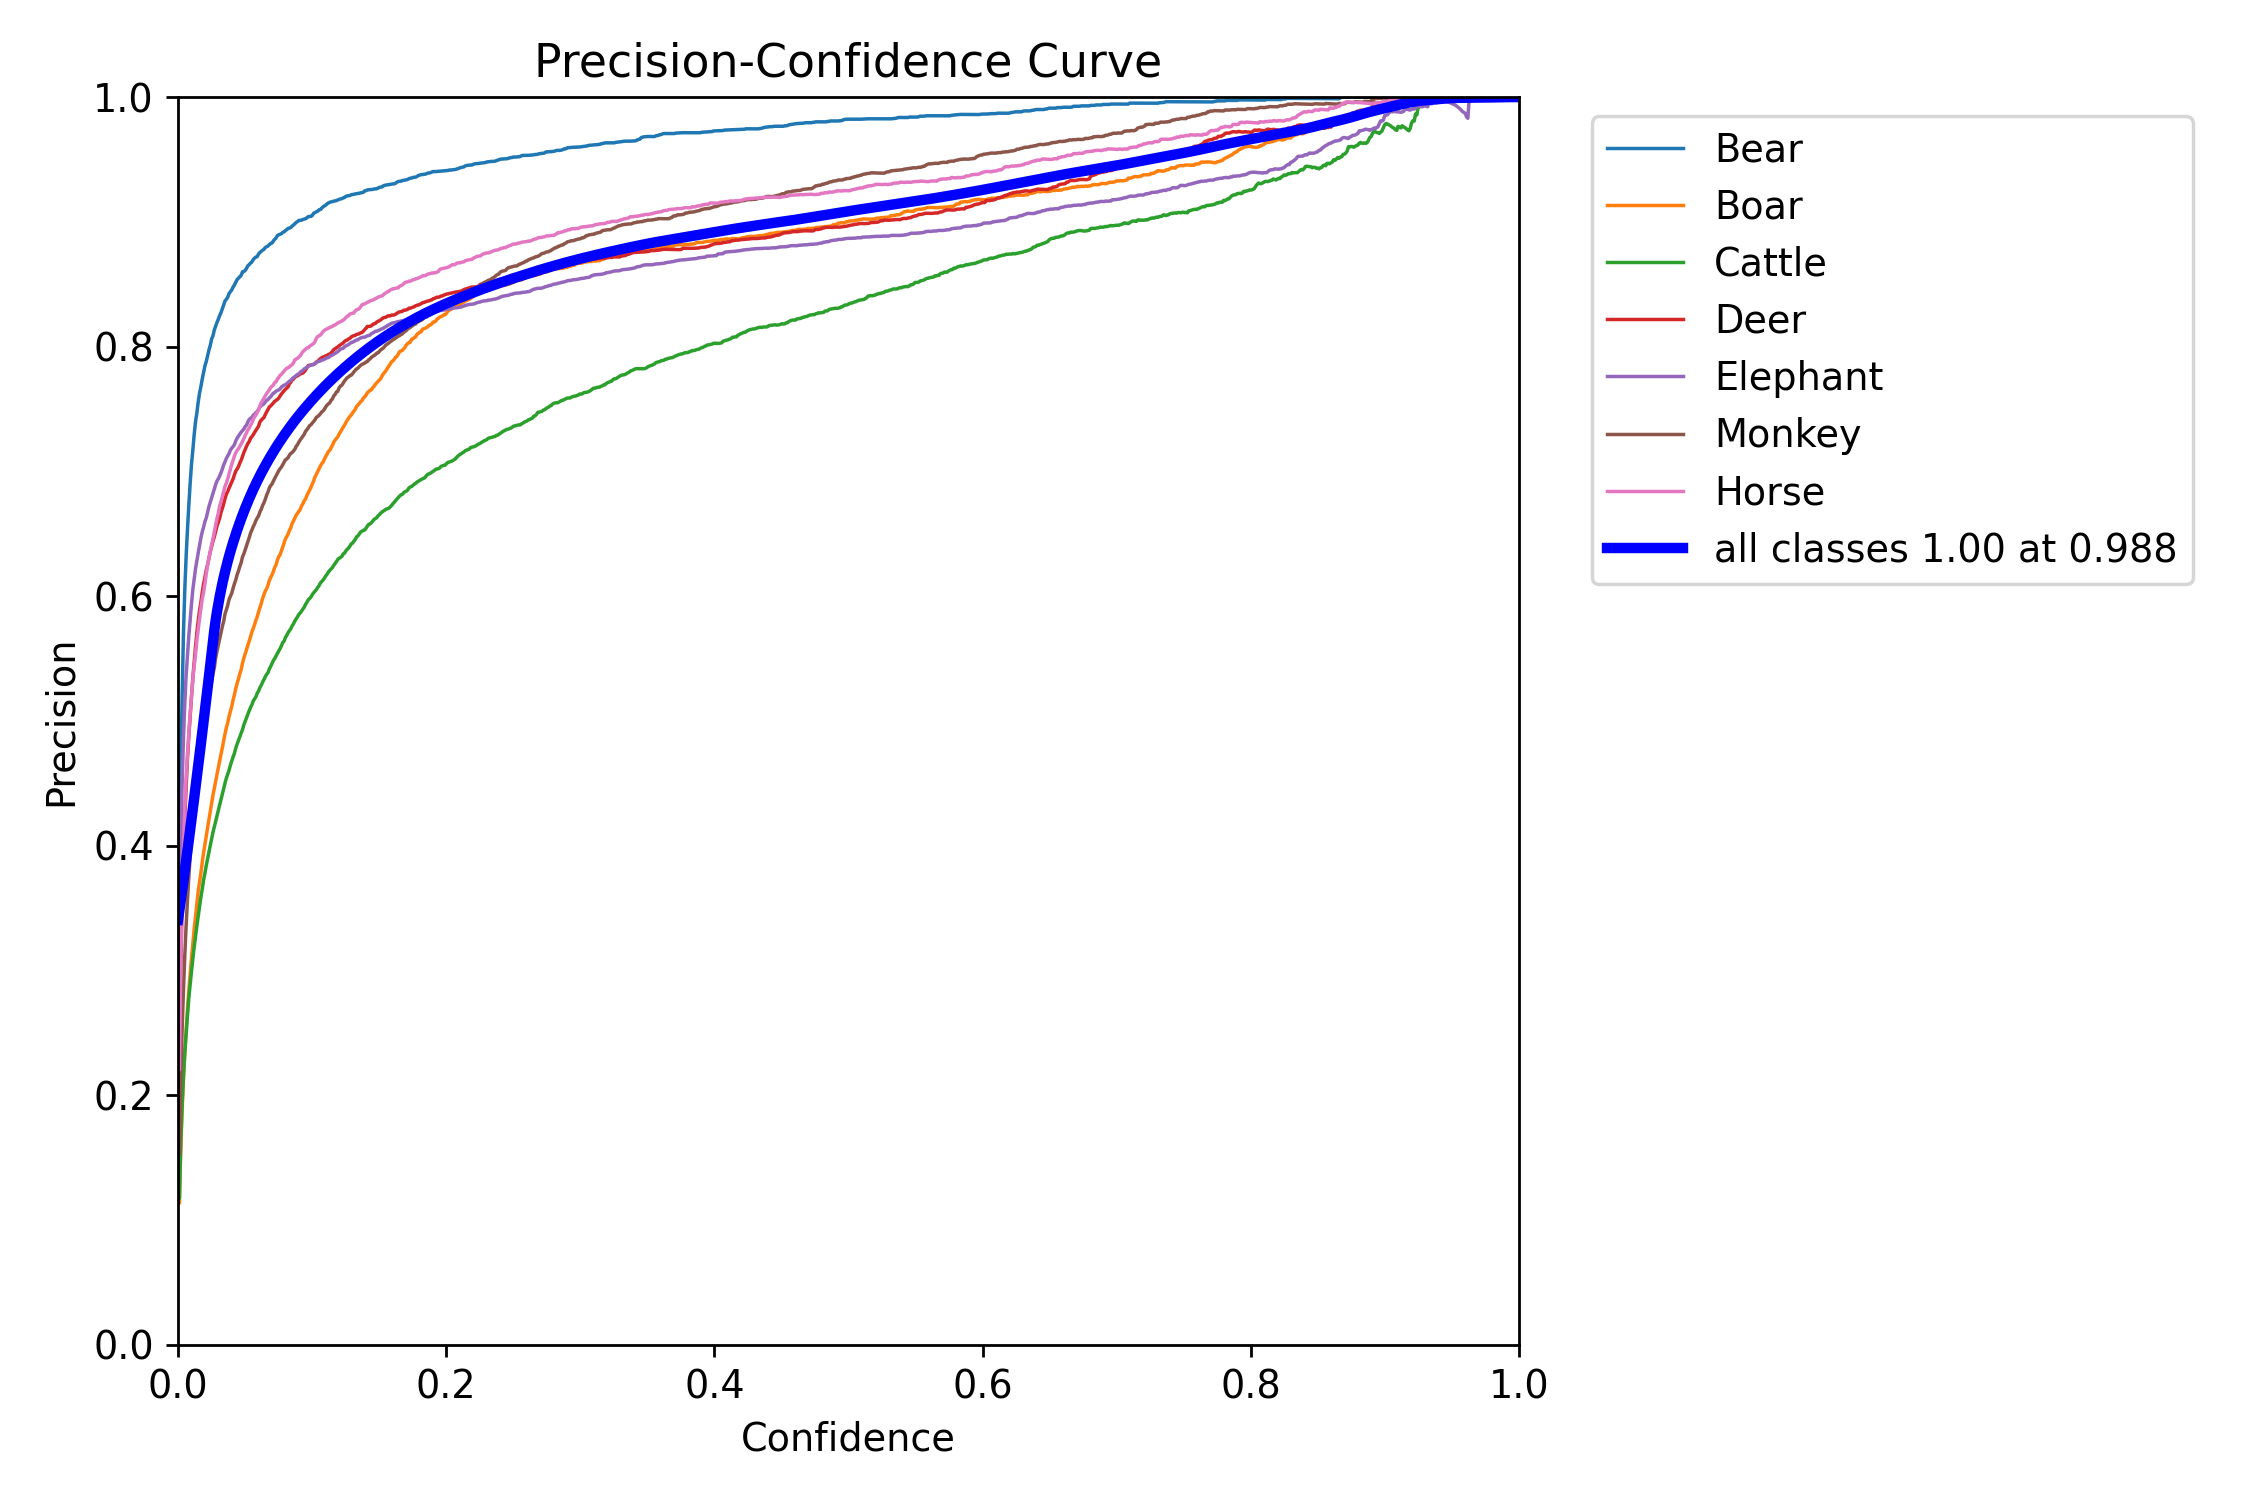 Precision-Confidence Curve
1.0
0.8
0.6
0.4
0.2
0.0
Precision
0.0 0.2 0.4 0.6 0.8 1.0
Confidence
Bear
Boar
Cattle
Deer
Elephant
Monkey
Horse
all classes 1.00 at 0.988